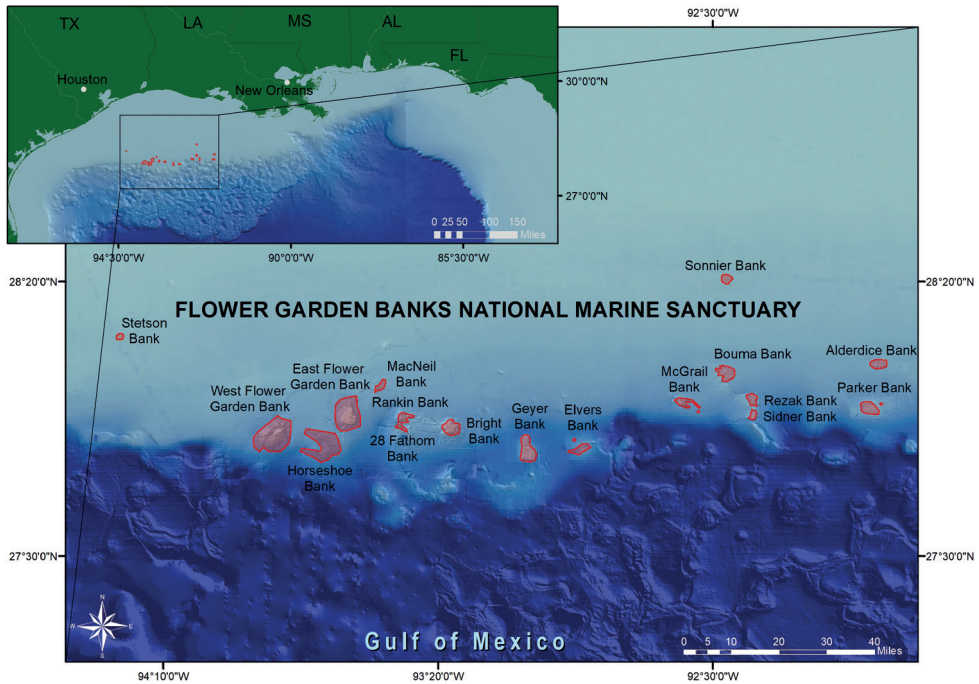 92°30'0"W
TX
LA
MS
AL
FL
Houston
New Orleans
30°0'0"N
27°0'0"N
0 25 50 100 150
Miles
94°30'0"W
90°0'0"W
85°30'0"W
28°20'0"N
28°20'0"N
Sonnier Bank
FLOWER GARDEN BANKS NATIONAL MARINE SANCTUARY
Stetson
Bank
East Flower
Garden Bank
MacNeil
Bank
West Flower
Garden Bank
Rankin Bank
28 Fathom
Bank
Horseshoe
Bank
Bright
Bank
Geyer
Bank
Elvers
Bank
McGrail
Bank
Bouma Bank
Rezak Bank
Sidner Bank
Alderdice Bank
Parker Bank
27°30'0"N
27°30'0"N
N
W
E
S
Gulf of Mexico
0 5 10 20 30 40
Miles
94°10'0"W
93°20'0"W
92°30'0"W